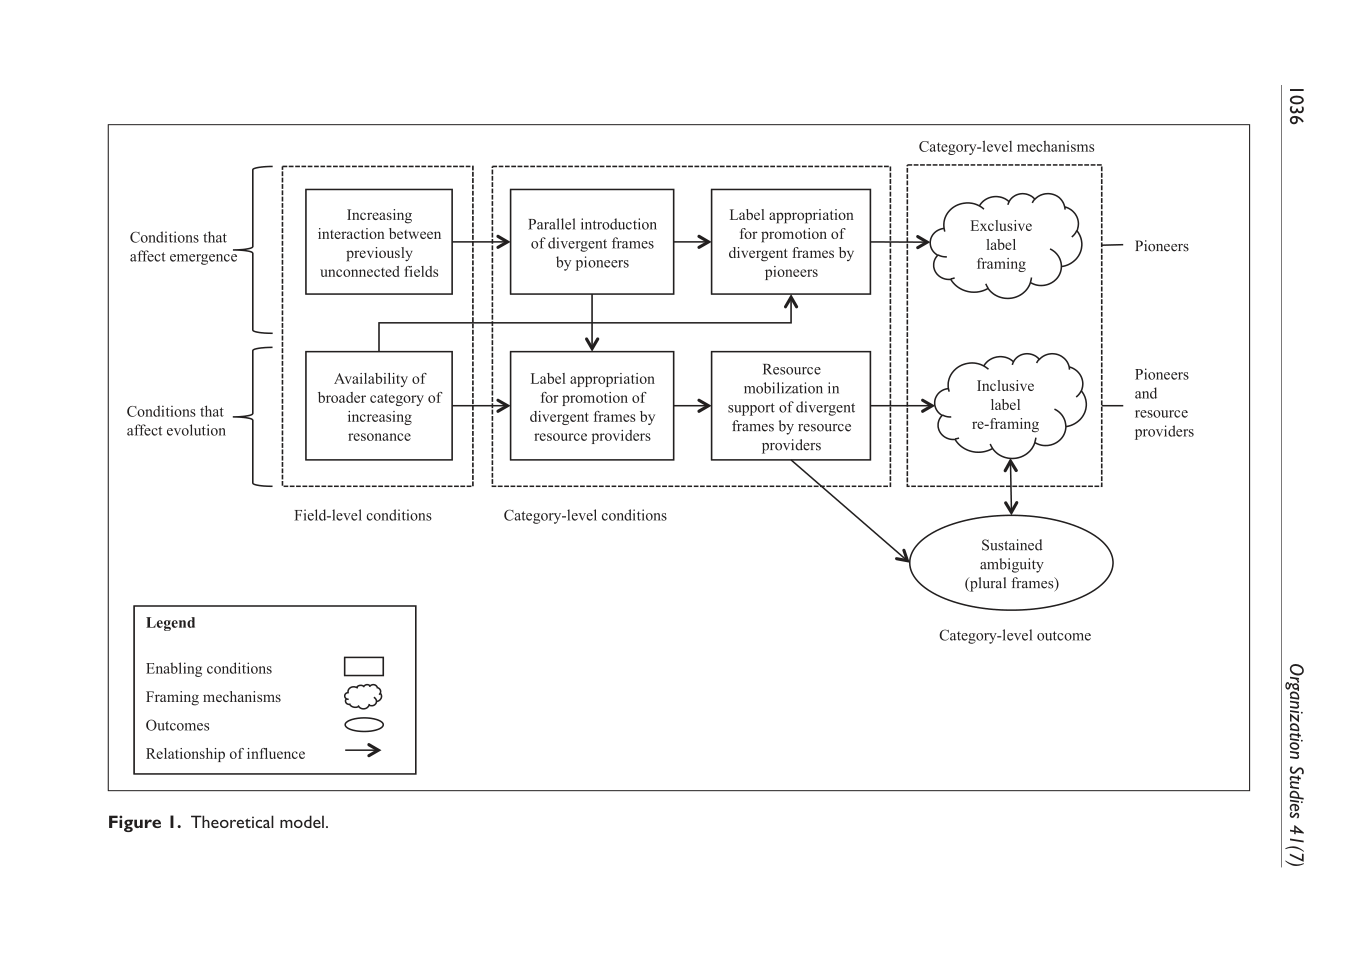 1036
Organization Studies 41(7)
Category-level mechanisms
Conditions that
affect emergence
Increasing
interaction between
previously
unconnected fields
Parallel introduction
of divergent frames
by pioneers
Label appropriation
for promotion of
divergent frames by
pioneers
Exclusive
label
framing
Pioneers
Conditions that
affect evolution
Availability of
broader category of
increasing
resonance
Label appropriation
for promotion of
divergent frames by
resource providers
Resource
mobilization in
support of divergent
frames by resource
providers
Inclusive
label
re-framing
Pioneers
and
resource
providers
Field-level conditions
Category-level conditions
Sustained
ambiguity
(plural frames)
Category-level outcome
Legend
Enabling conditions
Framing mechanisms
Outcomes
Relationship of influence
Figure 1. Theoretical model.